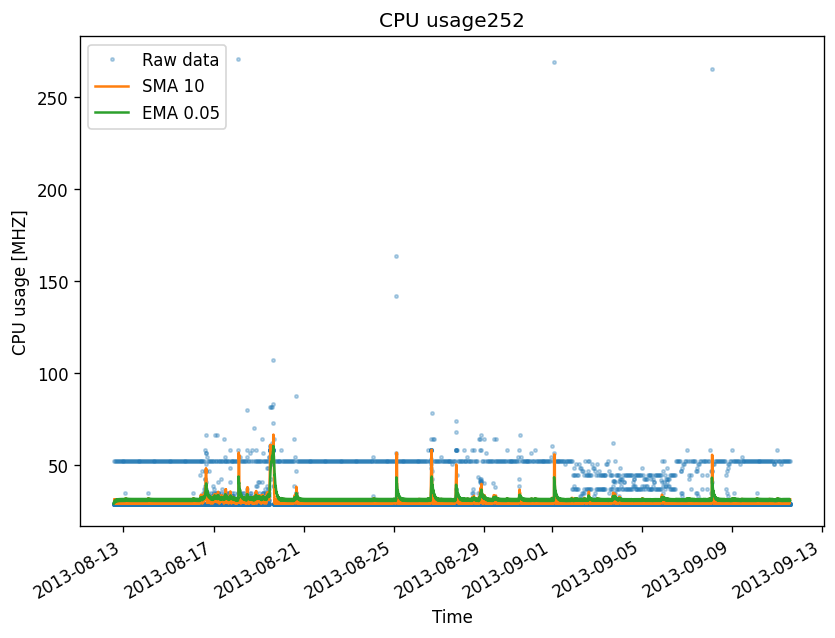 CPU usage252
Raw data
SMA 10
EMA 0.05
CPU usage [MHZ]
250
200
150
100
50
2013-08-13
2013-08-17
2013-08-21
2013-08-25
2013-08-29
2013-09-01
2013-09-05
2013-09-09
2013-09-13
Time